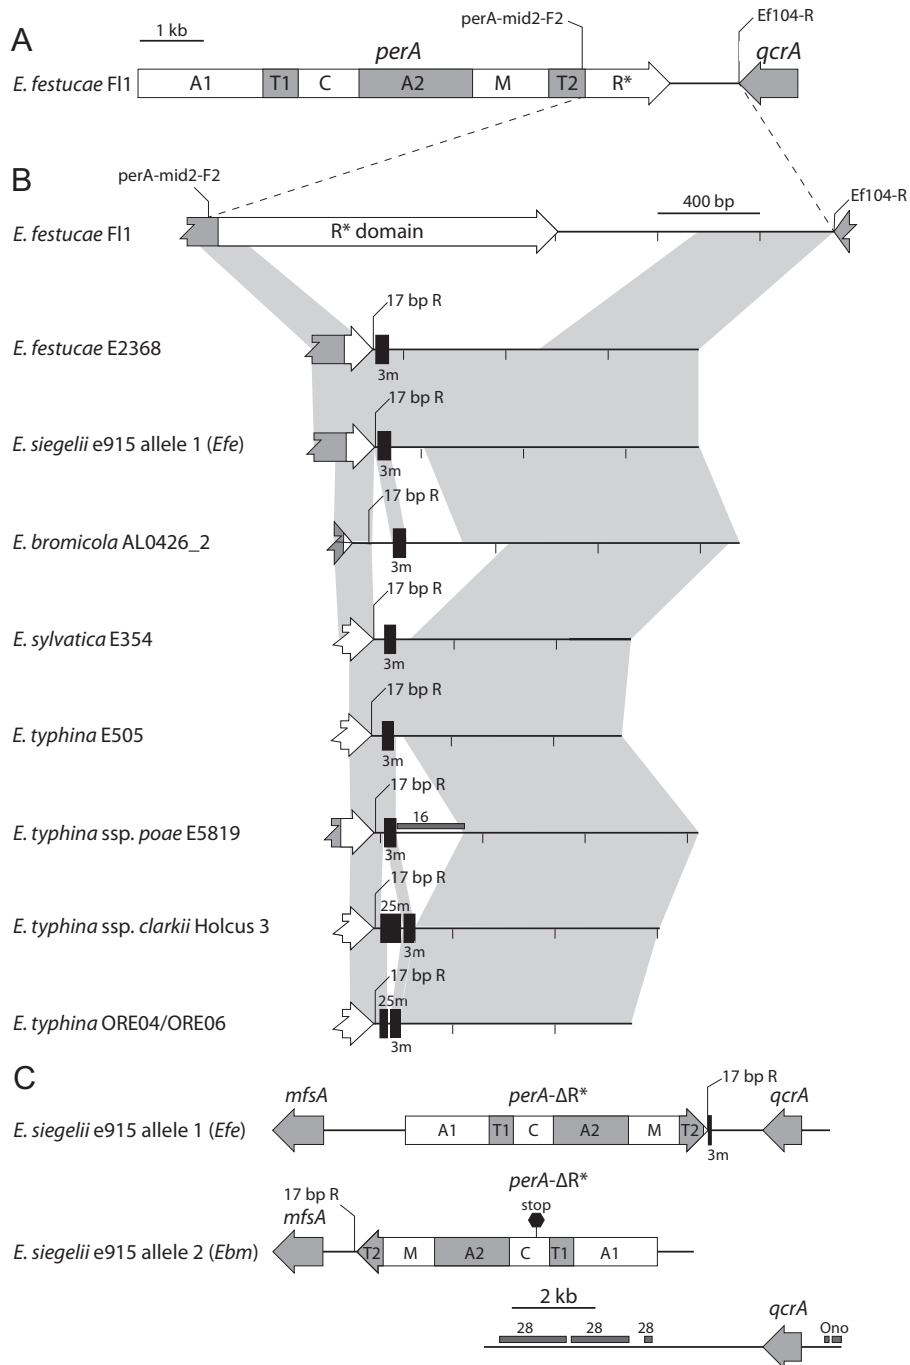 A
1 kb
perA-mid2-F2
Ef104-R
perA
qcrA
E. festucae Fl1
A1 T1 C A2 M T2 R*
B
perA-mid2-F2
400 bp
Ef104-R
E. festucae Fl1
R* domain
17 bp R
E. festucae E2368
3m
17 bp R
E. siegelii e915 allele 1 (Efe)
3m
17 bp R
E. bromicola AL0426_2
3m
17 bp R
E. sylvatica E354
3m
17 bp R
E. typhina E505
3m
17 bp R
16
E. typhina ssp. poae E5819
3m
17 bp R
25m
E. typhina ssp. clarkii Holcus 3
3m
17 bp R
25m
E. typhina ORE04/ORE06
3m
C
17 bp R
mfsA
perA-ΔR*
qcrA
E. siegelii e915 allele 1 (Efe)
A1 T1 C A2 M T2
3m
perA-ΔR*
17 bp R
stop
mfsA
E. siegelii e915 allele 2 (Ebm)
T2 M A2 C T1 A1
2 kb
qcrA
28 28 28 Ono